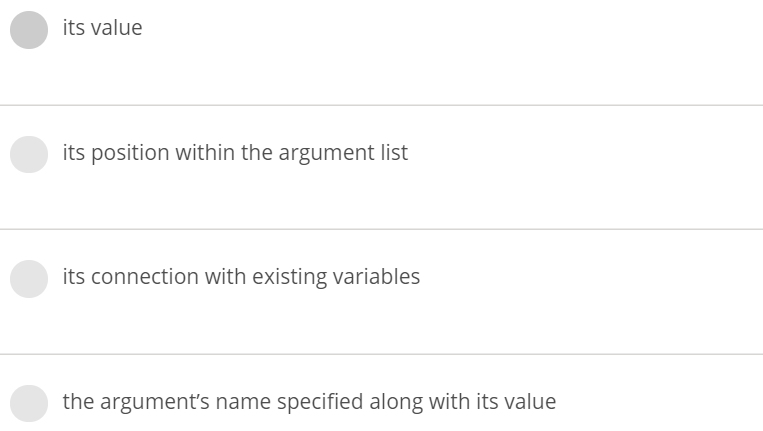 its value
its position within the argument list
its connection with existing variables
the argument’s name specified along with its value